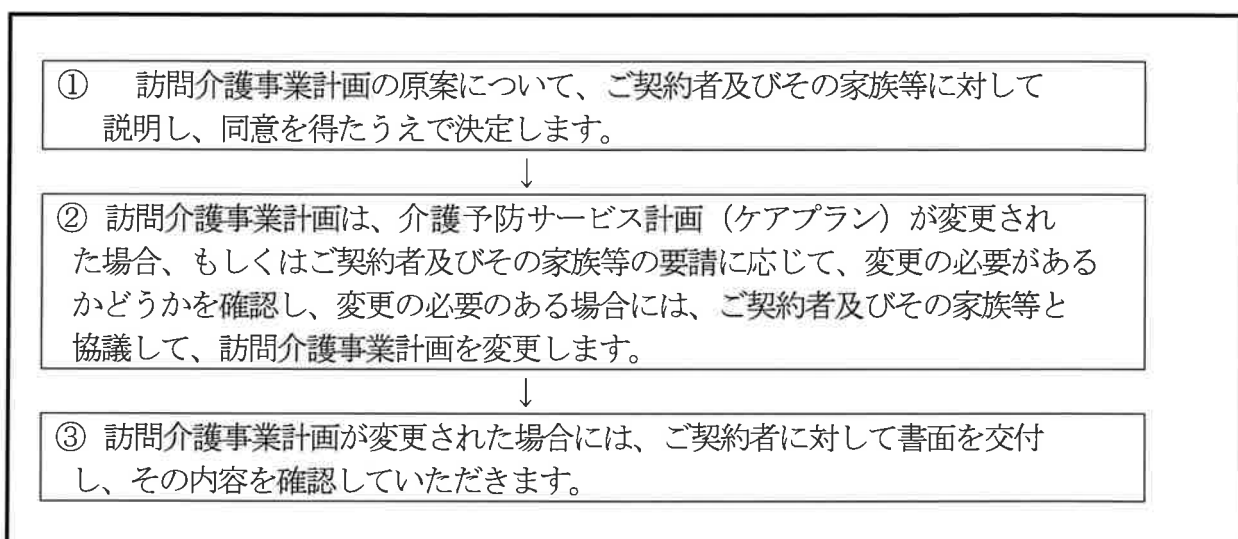 ① 訪問介護事業計画の原案について、ご契約者及びその家族等に対して
説明し、同意を得たうえで決定します。
↓
② 訪問介護事業計画は、介護予防サービス計画（ケアプラン）が変更され
た場合、もしくはご契約者及びその家族等の要請に応じて、変更の必要がある
かどうかを確認し、変更の必要のある場合には、ご契約者及びその家族等と
協議して、訪問介護事業計画を変更します。
↓
③ 訪問介護事業計画が変更された場合には、ご契約者に対して書面を交付
し、その内容を確認していただきます。